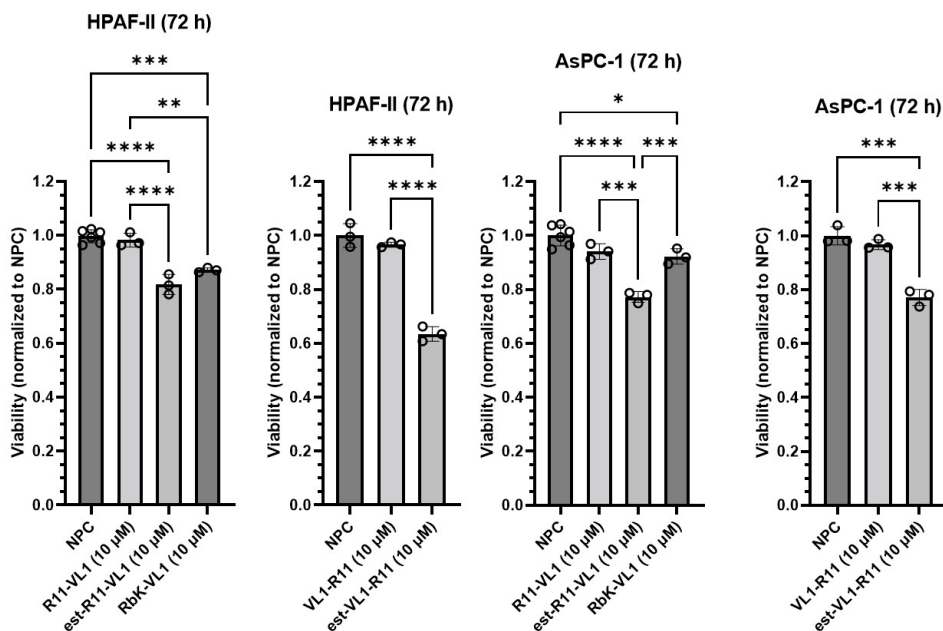 HPAF-II (72 h)
***
**
****
****
Viability (normalized to NPC)
1.2
1.0
0.8
0.6
0.4
0.2
0.0
NPC
R11-VL1 (10 µM)
est-R11-VL1 (10 µM)
RbK-VL1 (10 µM)
HPAF-II (72 h)
****
****
Viability (normalized to NPC)
1.2
1.0
0.8
0.6
0.4
0.2
0.0
NPC
VL1-R11 (10 µM)
est-VL1-R11 (10 µM)
AsPC-1 (72 h)
*
**** ***
***
Viability (normalized to NPC)
1.2
1.0
0.8
0.6
0.4
0.2
0.0
NPC
R11-VL1 (10 µM)
est-R11-VL1 (10 µM)
RbK-VL1 (10 µM)
AsPC-1 (72 h)
***
***
Viability (normalized to NPC)
1.2
1.0
0.8
0.6
0.4
0.2
0.0
NPC
VL1-R11 (10 µM)
est-VL1-R11 (10 µM)